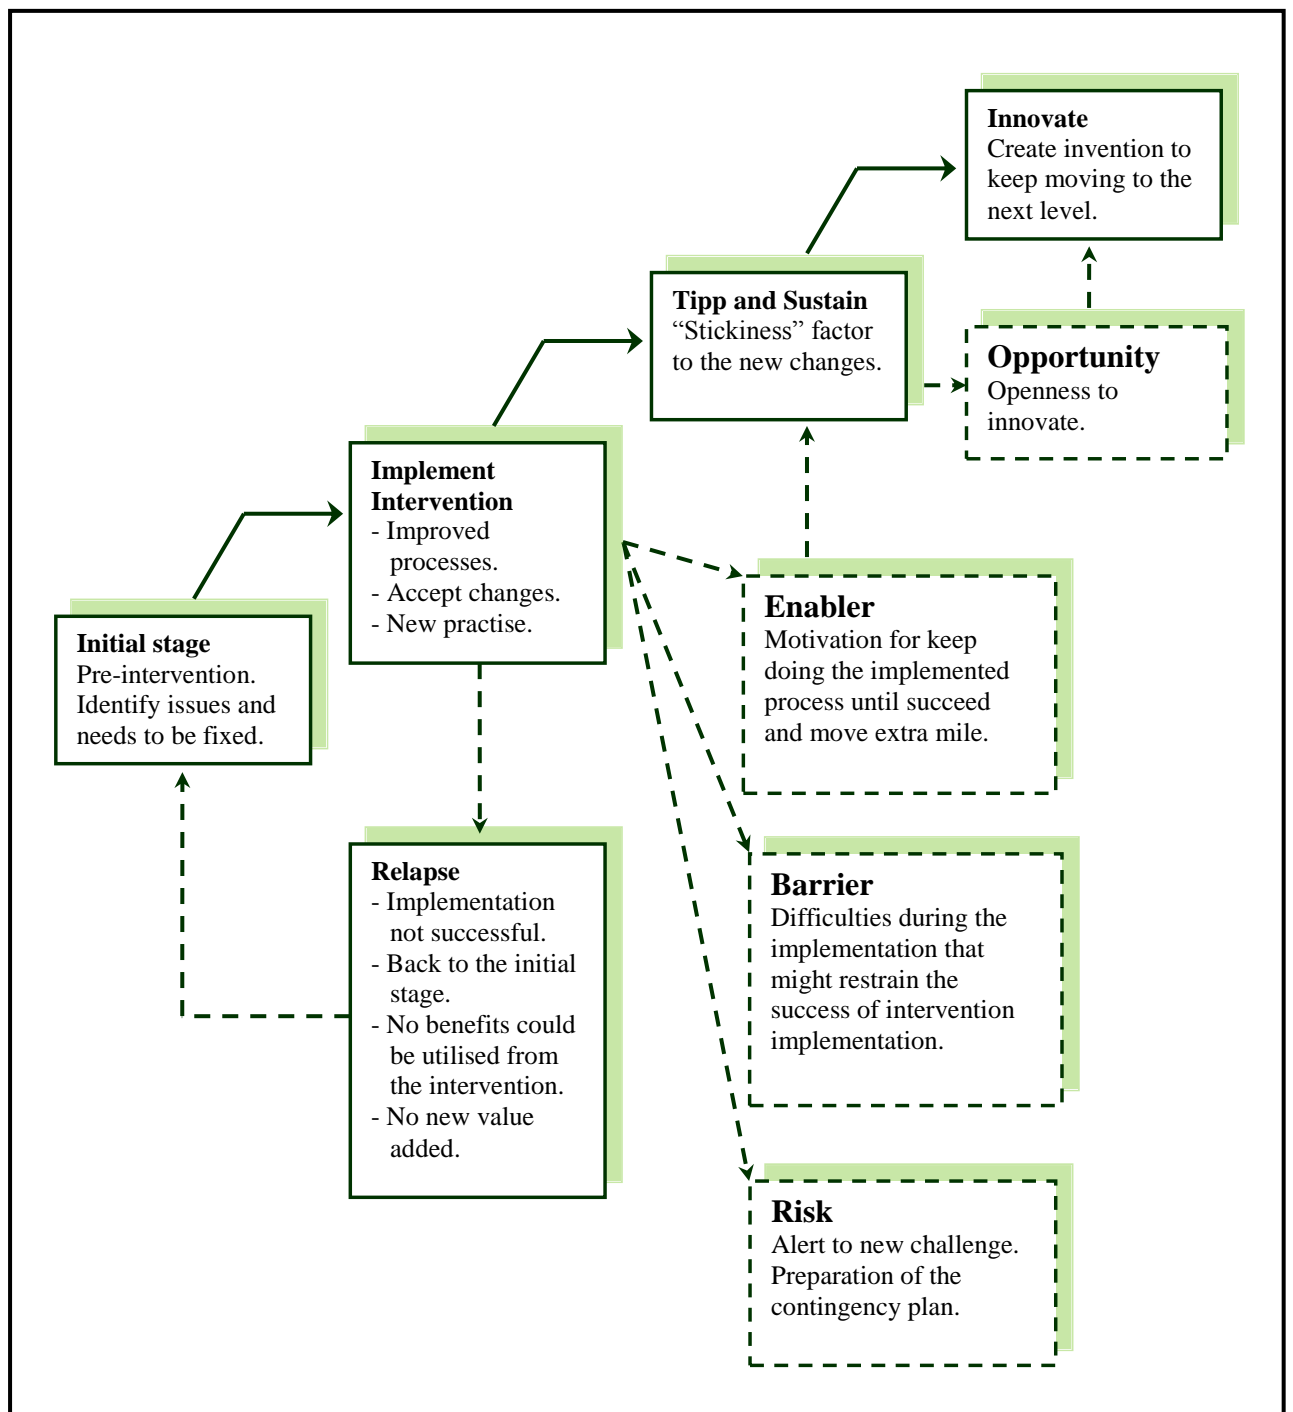 Innovate
Create invention to
keep moving to the
next level.
Tipp and Sustain
“Stickiness” factor
to the new changes.
Opportunity
Openness to
innovate.
Implement
Intervention
- Improved
processes.
- Accept changes.
- New practise.
Initial stage
Pre-intervention.
Identify issues and
needs to be fixed.
Enabler
Motivation for keep
doing the implemented
process until succeed
and move extra mile.
Relapse
- Implementation
not successful.
- Back to the initial
stage.
- No benefits could
be utilised from
the intervention.
- No new value
added.
Barrier
Difficulties during the
implementation that
might restrain the
success of intervention
implementation.
Risk
Alert to new challenge.
Preparation of the
contingency plan.